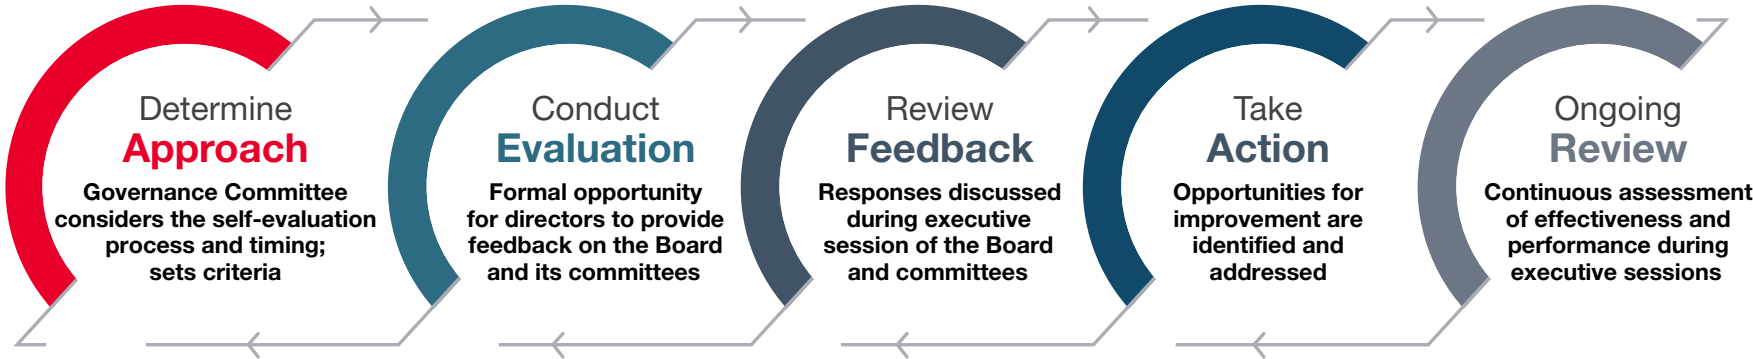 Determine
Approach
Governance Committee
considers the self-evaluation
process and timing;
sets criteria
Conduct
Evaluation
Formal opportunity
for directors to provide
feedback on the Board
and its committees
Review
Feedback
Responses discussed
during executive
session of the Board
and committees
Take
Action
Opportunities for
improvement are
identified and
addressed
Ongoing
Review
Continuous assessment
of effectiveness and
performance during
executive sessions